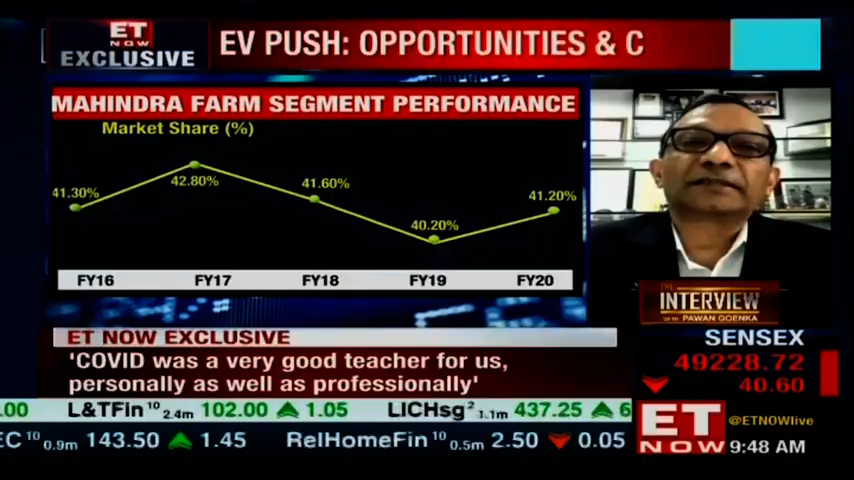 ET
NOW
EXCLUSIVE
EV PUSH: OPPORTUNITIES & C
MAHINDRA FARM SEGMENT PERFORMANCE
Market Share (%)
41.30%
42.80%
41.60%
40.20%
41.20%
FY16 FY17 FY18 FY19 FY20
THE
INTERVIEW
WITH PAWAN GOENKA
ET NOW EXCLUSIVE
'COVID was a very good teacher for us,
personally as well as professionally'
SENSEX
49228.72
40.60
.00 L&TFin 10 2.4m 102.00 1.05 LICHsg 2 1.1m 437.25 6
EC 10 0.9m 143.50 1.45 RelHomeFin 10 0.5m 2.50 0.05
ET
NOW
@ETNOWlive
9:48 AM